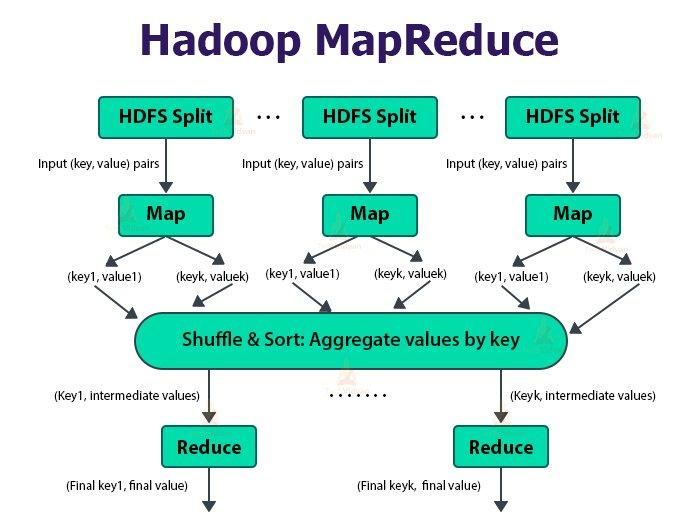 Hadoop MapReduce
HDFS Split ... HDFS Split ... HDFS Split
Input (key, value) pairs Input (key, value) pairs Input (key, value) pairs
Map Map Map
(key1, value1) (keyk, valuek) (key1, value1) (keyk, valuek) (key1, value1) (keyk, valuek)
Shuffle & Sort: Aggregate values by key
(Key1, intermediate values) ....... (Keyk, intermediate values)
Reduce Reduce
(Final key1, final value) (Final keyk, final value)